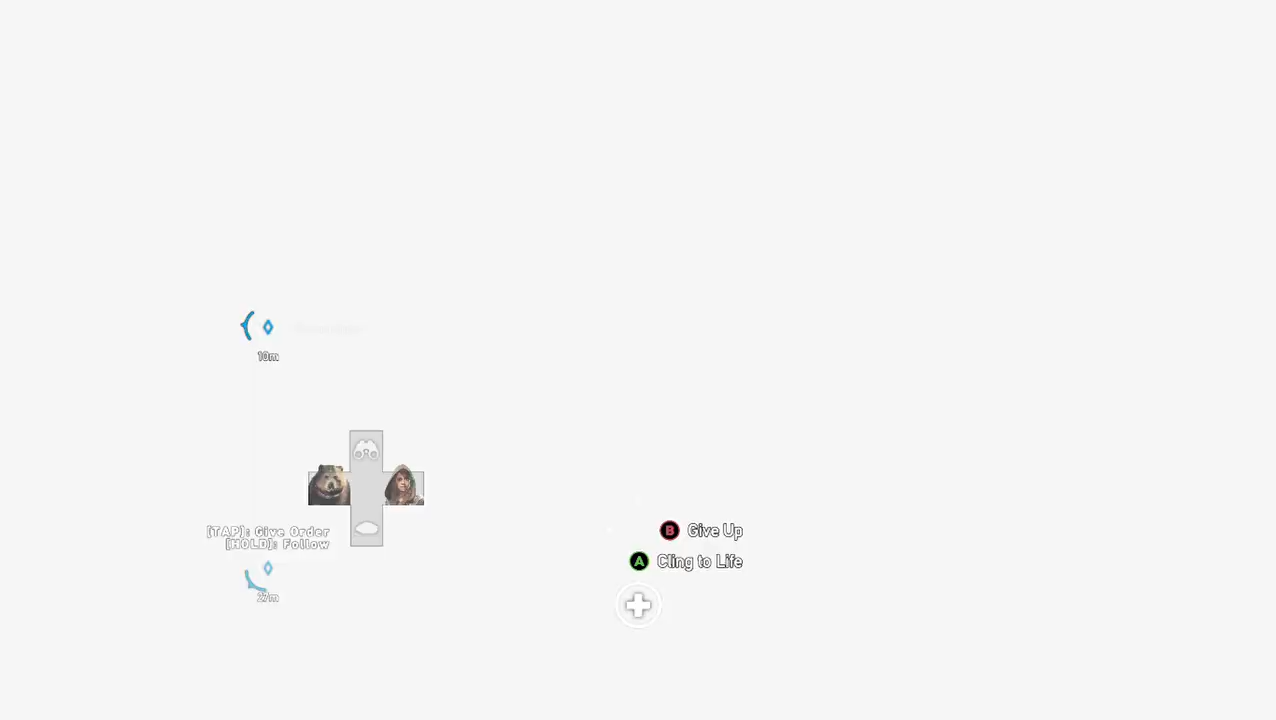 10m
[TAP]: Give Order
[HOLD]: Follow
27m
B Give Up
A Cling to Life